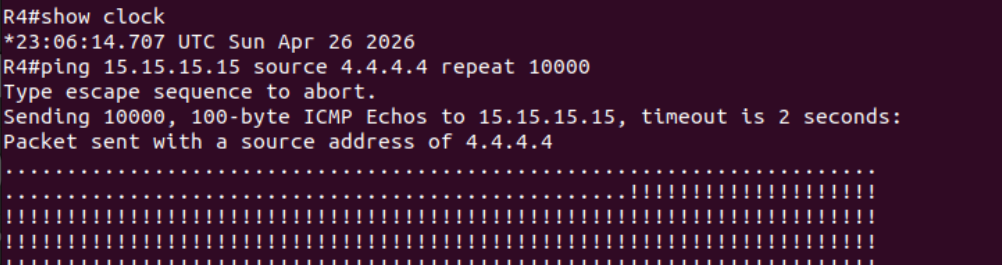 R4#show clock
*23:06:14.707 UTC Sun Apr 26 2026
R4#ping 15.15.15.15 source 4.4.4.4 repeat 10000
Type escape sequence to abort.
Sending 10000, 100-byte ICMP Echos to 15.15.15.15, timeout is 2 seconds:
Packet sent with a source address of 4.4.4.4
......................................................................
..................................................!!!!!!!!!!!!!!!!!!!!
!!!!!!!!!!!!!!!!!!!!!!!!!!!!!!!!!!!!!!!!!!!!!!!!!!!!!!!!!!!!!!!!!!!!!!
!!!!!!!!!!!!!!!!!!!!!!!!!!!!!!!!!!!!!!!!!!!!!!!!!!!!!!!!!!!!!!!!!!!!!!
!!!!!!!!!!!!!!!!!!!!!!!!!!!!!!!!!!!!!!!!!!!!!!!!!!!!!!!!!!!!!!!!!!!!!!